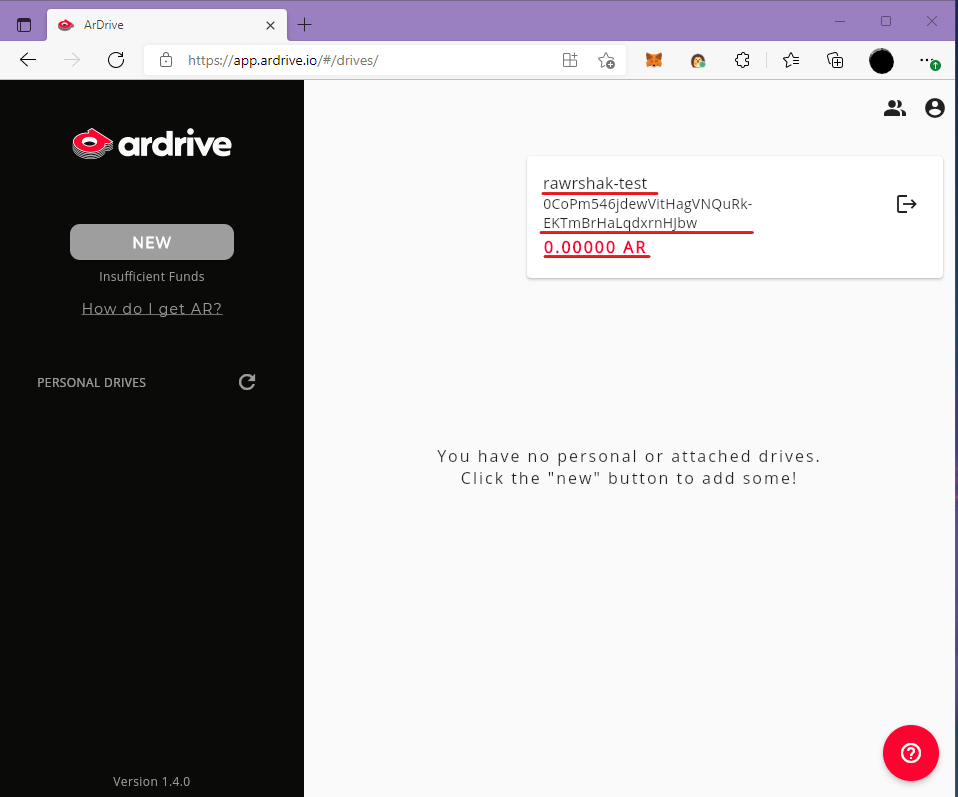 ArDrive
https://app.ardrive.io/#/drives/
ardrive
NEW
Insufficient Funds
How do I get AR?
PERSONAL DRIVES
Version 1.4.0
rawrshak-test
0CoPm546jdewVitHagVNQuRk-
EKTmBrHaLqdxrnHJbw
0.00000 AR
You have no personal or attached drives.
Click the "new" button to add some!